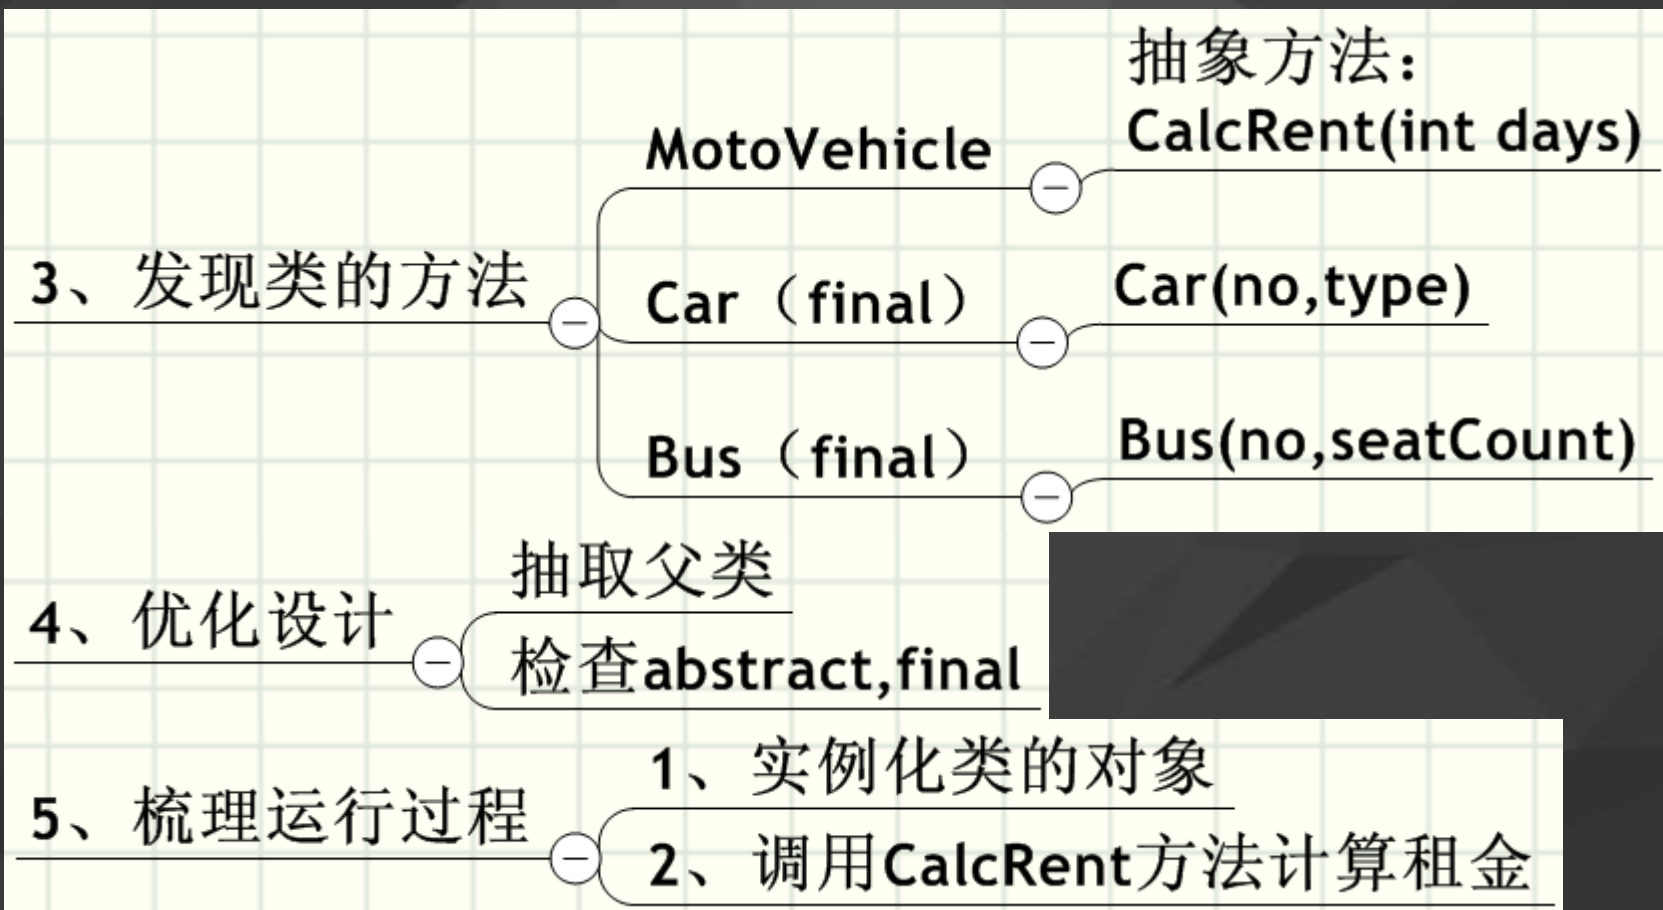 3、发现类的方法
MotoVehicle
抽象方法：
CalcRent(int days)
Car（final）
Car(no,type)
Bus（final）
Bus(no,seatCount)
4、优化设计
抽取父类
检查abstract,final
5、梳理运行过程
1、实例化类的对象
2、调用CalcRent方法计算租金